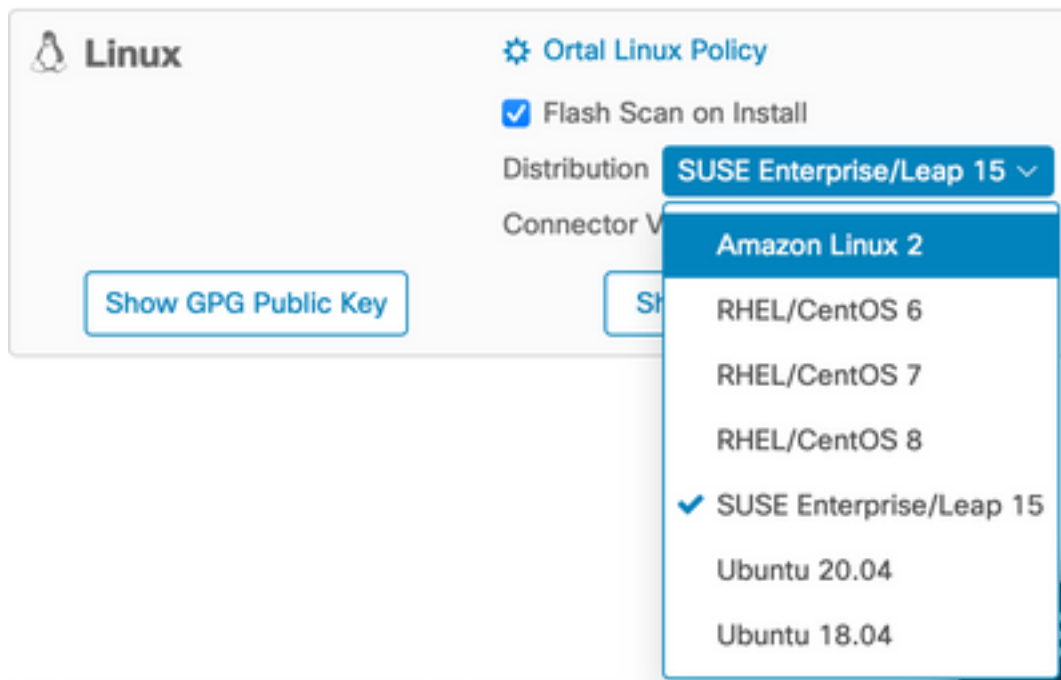 Linux
Ortal Linux Policy
Flash Scan on Install
Distribution SUSE Enterprise/Leap 15
Connector
Amazon Linux 2
Show GPG Public Key
RHEL/CentOS 6
RHEL/CentOS 7
RHEL/CentOS 8
SUSE Enterprise/Leap 15
Ubuntu 20.04
Ubuntu 18.04